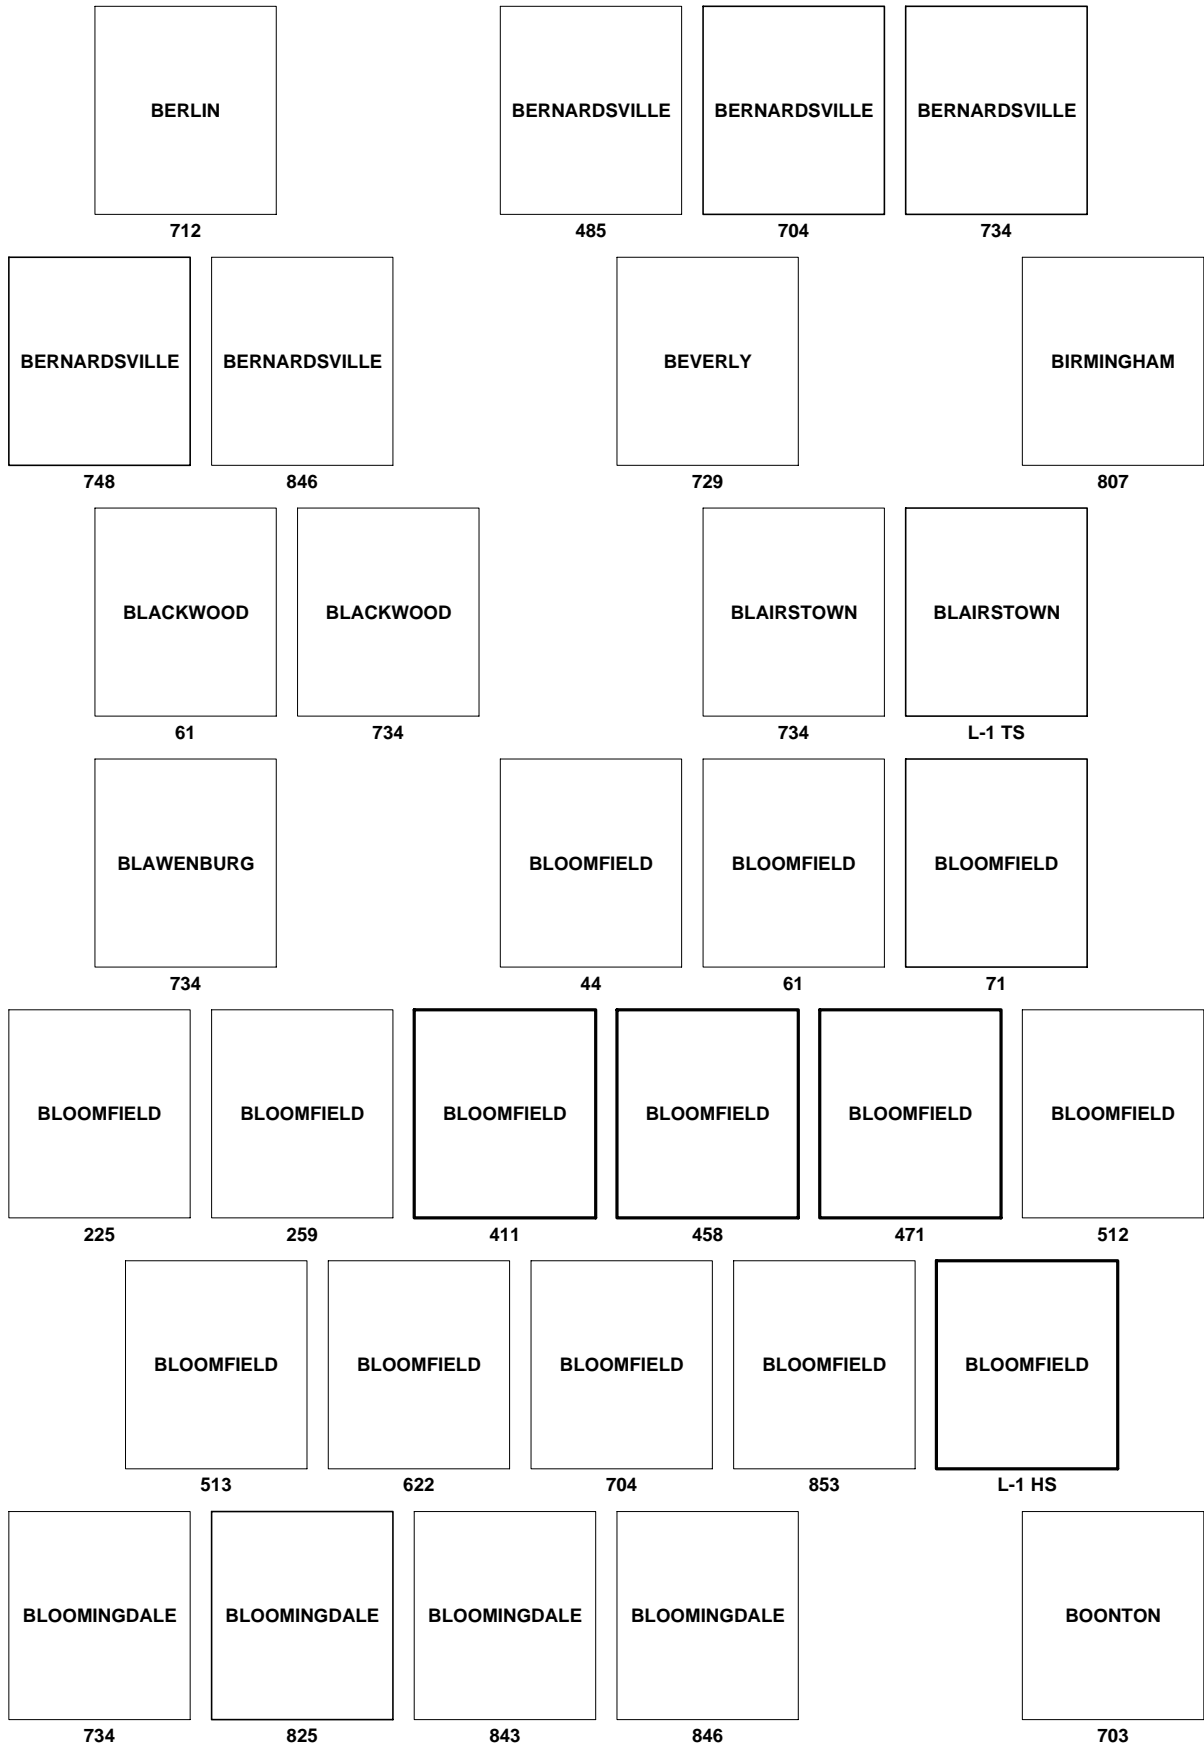 BERLIN BERNARDSVILLE BERNARDSVILLE BERNARDSVILLE
712 485 704 734
BERNARDSVILLE BERNARDSVILLE BEVERLY BIRMINGHAM
748 846 729 807
BLACKWOOD BLACKWOOD BLAIRSTOWN BLAIRSTOWN
61 734 734 L-1 TS
BLAWENBURG BLOOMFIELD BLOOMFIELD BLOOMFIELD
734 44 61 71
BLOOMFIELD BLOOMFIELD BLOOMFIELD BLOOMFIELD BLOOMFIELD BLOOMFIELD
225 259 411 458 471 512
BLOOMFIELD BLOOMFIELD BLOOMFIELD BLOOMFIELD BLOOMFIELD
513 622 704 853 L-1 HS
BLOOMINGDALE BLOOMINGDALE BLOOMINGDALE BLOOMINGDALE BOONTON
734 825 843 846 703